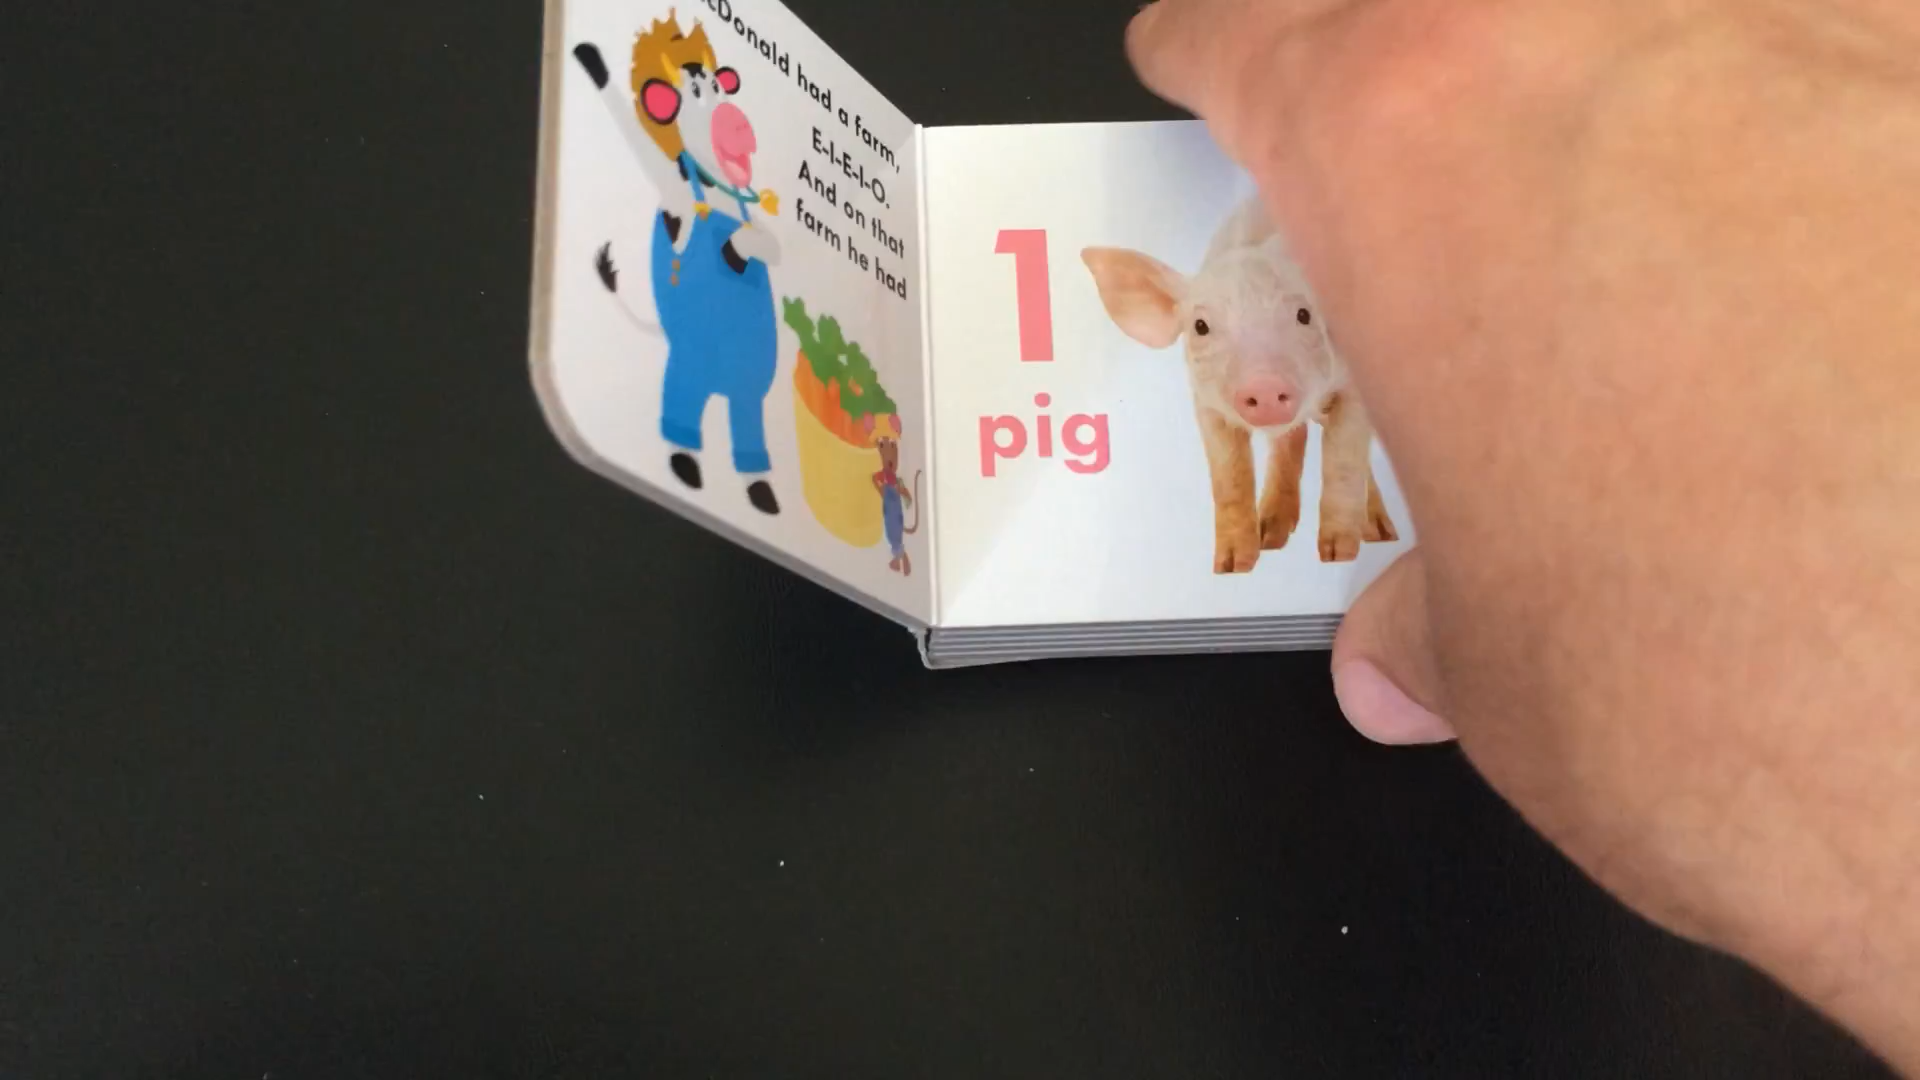 Donald had a farm,
E-I-E-I-O.
And on that
farm he had
1
pig